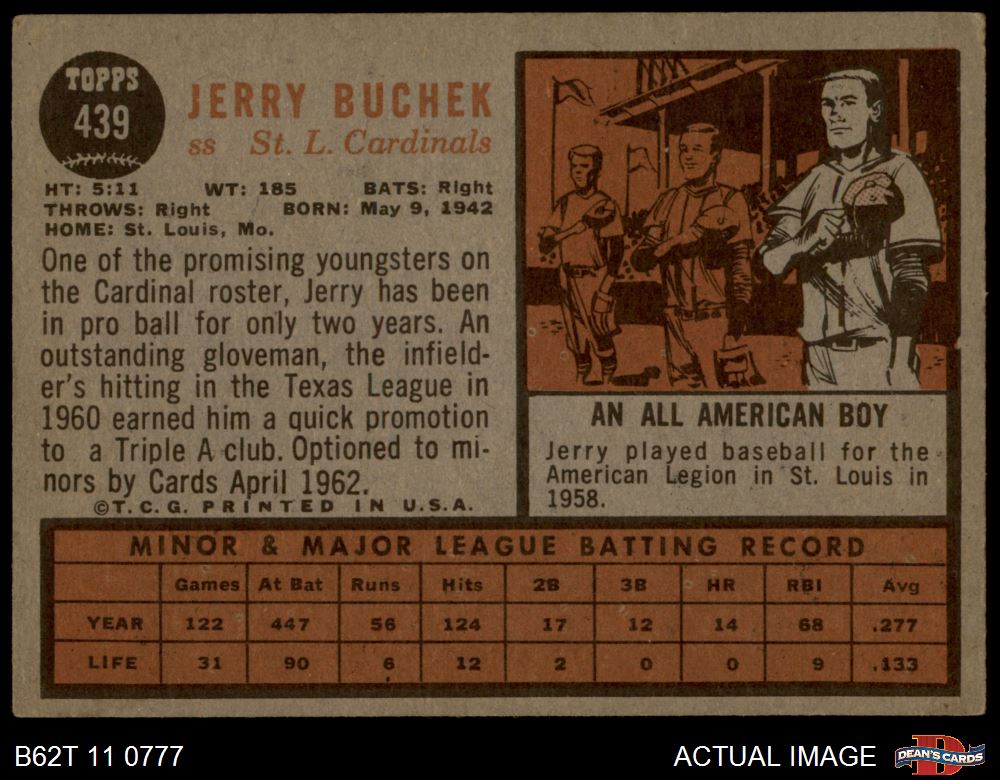 TOPPS
439
JERRY BUCHEK
ss St. L. Cardinals
HT: 5:11 WT: 185 BATS: Right
THROWS: Right BORN: May 9, 1942
HOME: St. Louis, Mo.
One of the promising youngsters on
the Cardinal roster, Jerry has been
in pro ball for only two years. An
outstanding gloveman, the infield-
er's hitting in the Texas League in
1960 earned him a quick promotion
to a Triple A club. Optioned to mi-
nors by Cards April 1962.
©T.C.G. PRINTED IN U.S.A.
AN ALL AMERICAN BOY
Jerry played baseball for the
American Legion in St. Louis in
1958.
MINOR & MAJOR LEAGUE BATTING RECORD
Games At Bat Runs Hits 2B 3B HR RBI Avg
YEAR 122 447 56 124 17 12 14 68 .277
LIFE 31 90 6 12 2 0 0 9 .133
B62T 11 0777 ACTUAL IMAGE DEAN'S CARDS